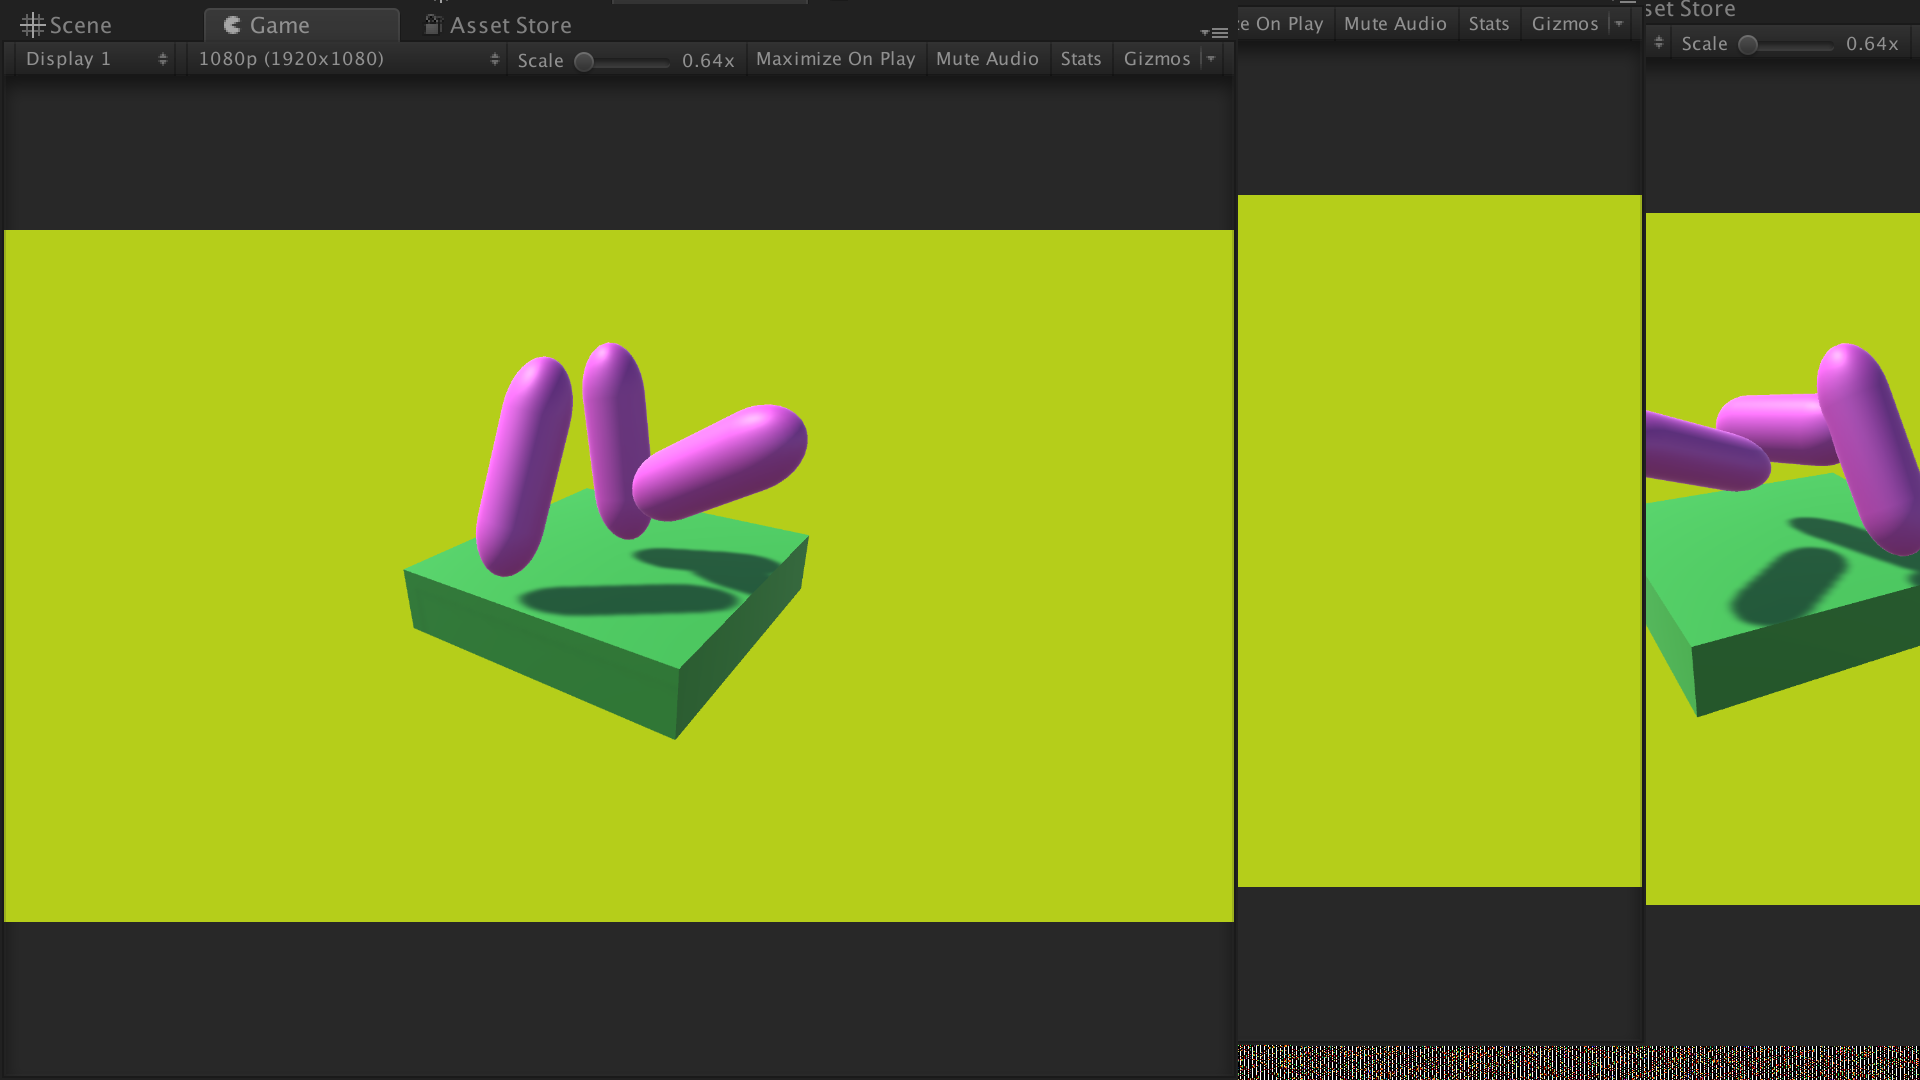 Scene Game Asset Store
Display 1 1080p (1920x1080) Scale 0.64x Maximize On Play Mute Audio Stats Gizmos
On Play Mute Audio Stats Gizmos
Store
Scale 0.64x